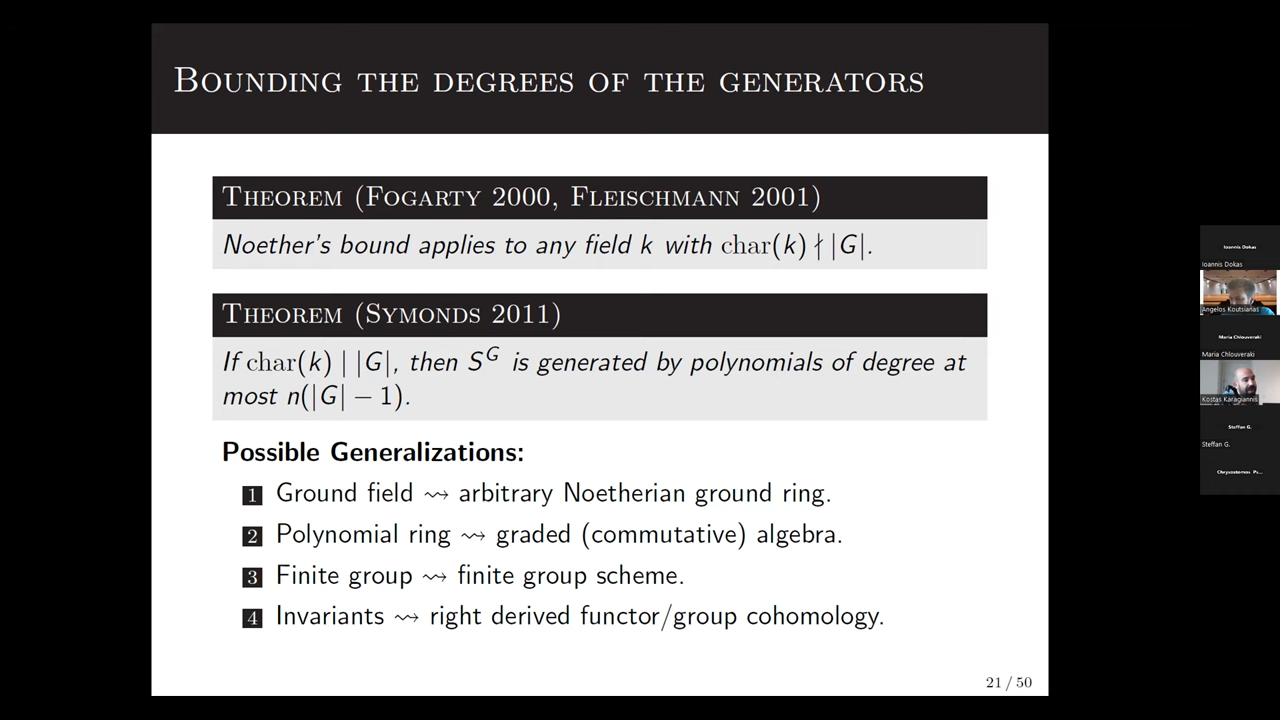 BOUNDING THE DEGREES OF THE GENERATORS
THEOREM (FOGARTY 2000, FLEISCHMANN 2001)
Noether's bound applies to any field k with char(k) ∤ |G|.
THEOREM (SYMONDS 2011)
If char(k) | |G|, then S^G is generated by polynomials of degree at
most n(|G| − 1).
Possible Generalizations:
1 Ground field ⇝ arbitrary Noetherian ground ring.
2 Polynomial ring ⇝ graded (commutative) algebra.
3 Finite group ⇝ finite group scheme.
4 Invariants ⇝ right derived functor/group cohomology.
21 / 50
Ioannis Dokas
Ioannis Dokas
Angelos Koutsianas
Maria Chlouveraki
Maria Chlouveraki
Kostas Karagiannis
Steffan G.
Steffan G.
Chrysostomos Ps...